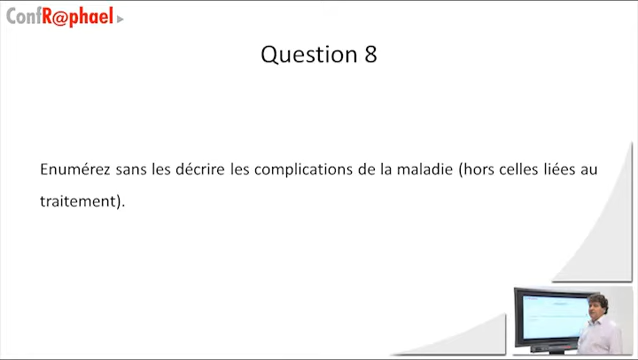 ConfR@phael
Question 8
Enumérez sans les décrire les complications de la maladie (hors celles liées au
traitement).